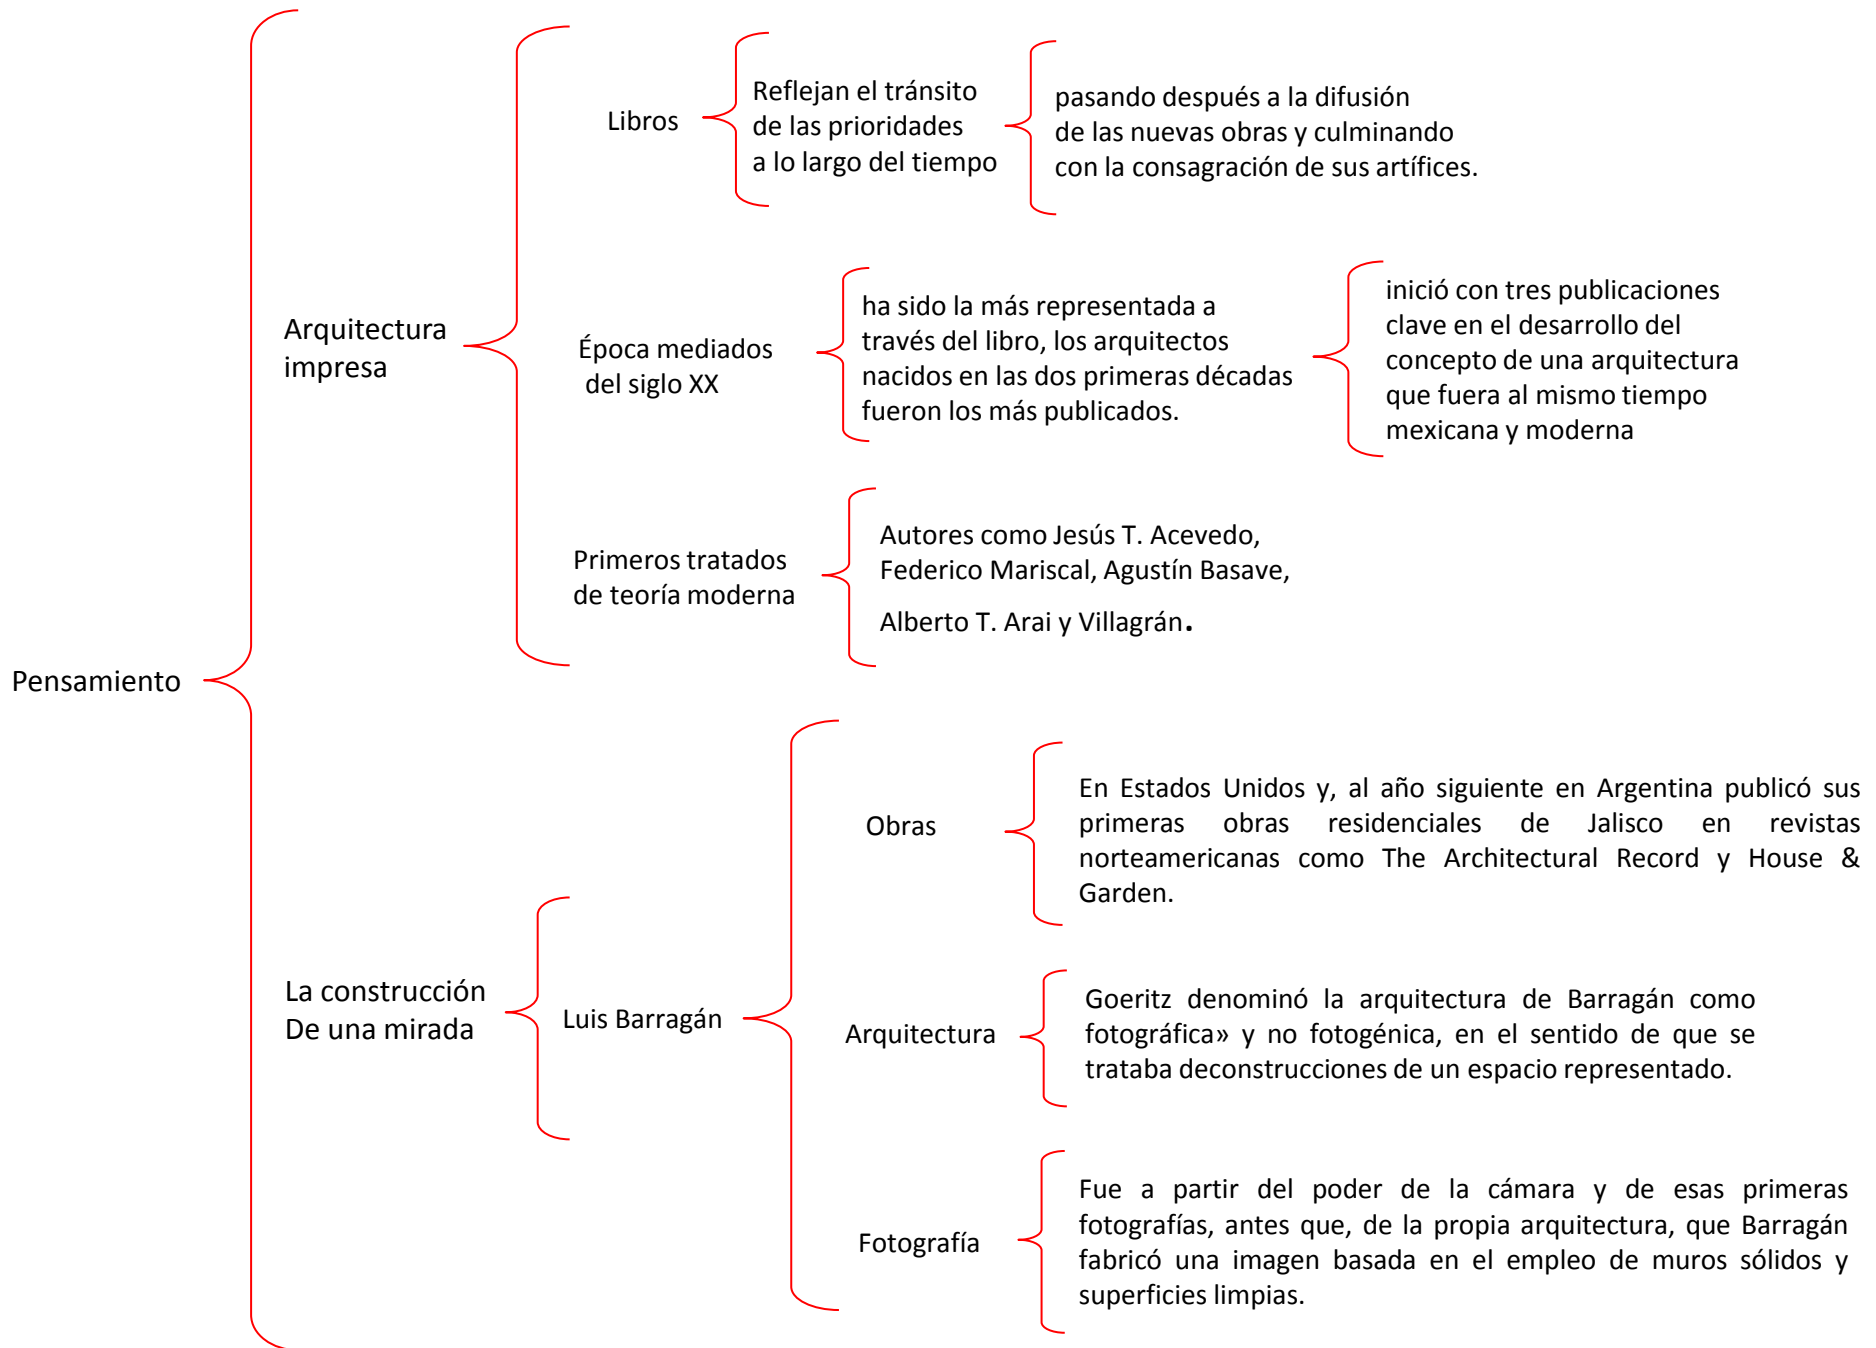 Pensamiento
Arquitectura
impresa
Libros
Reflejan el tránsito
de las prioridades
a lo largo del tiempo
pasando después a la difusión
de las nuevas obras y culminando
con la consagración de sus artífices.
Época mediados
del siglo XX
ha sido la más representada a
través del libro, los arquitectos
nacidos en las dos primeras décadas
fueron los más publicados.
inició con tres publicaciones
clave en el desarrollo del
concepto de una arquitectura
que fuera al mismo tiempo
mexicana y moderna
Primeros tratados
de teoría moderna
Autores como Jesús T. Acevedo,
Federico Mariscal, Agustín Basave,
Alberto T. Arai y Villagrán.
La construcción
De una mirada
Luis Barragán
Obras
En Estados Unidos y, al año siguiente en Argentina publicó sus
primeras obras residenciales de Jalisco en revistas
norteamericanas como The Architectural Record y House &
Garden.
Arquitectura
Goeritz denominó la arquitectura de Barragán como
fotográfica» y no fotogénica, en el sentido de que se
trataba deconstrucciones de un espacio representado.
Fotografía
Fue a partir del poder de la cámara y de esas primeras
fotografías, antes que, de la propia arquitectura, que Barragán
fabricó una imagen basada en el empleo de muros sólidos y
superficies limpias.